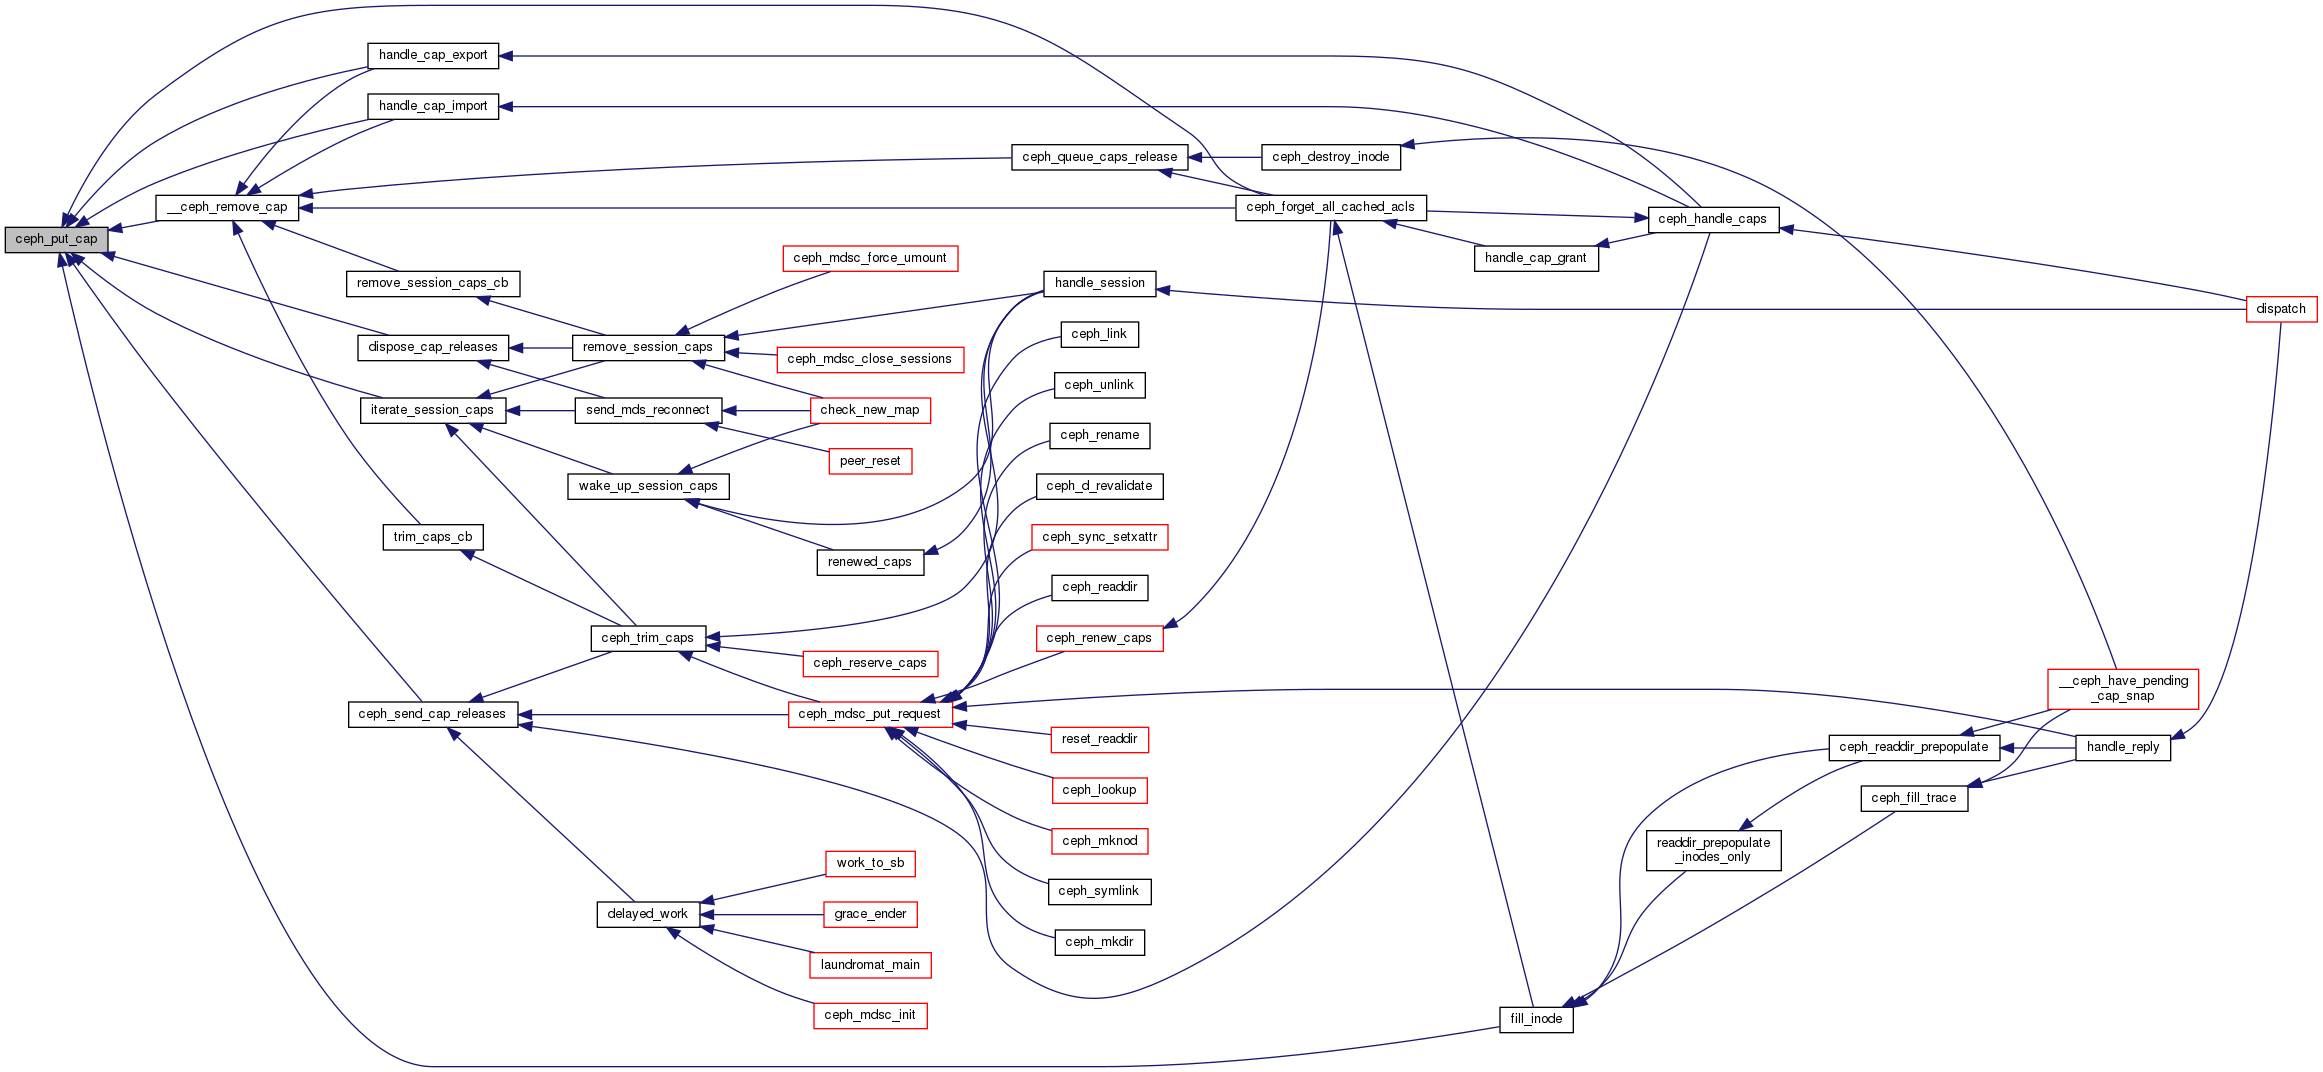 handle_cap_export
handle_cap_import
ceph_queue_caps_release
ceph_destroy_inode
__ceph_remove_cap
ceph_forget_all_cached_acls
ceph_handle_caps
ceph_put_cap
ceph_mdsc_force_umount
handle_cap_grant
remove_session_caps_cb
handle_session
dispatch
ceph_link
dispose_cap_releases
remove_session_caps
ceph_mdsc_close_sessions
ceph_unlink
iterate_session_caps
send_mds_reconnect
check_new_map
ceph_rename
peer_reset
wake_up_session_caps
ceph_d_revalidate
trim_caps_cb
ceph_sync_setxattr
renewed_caps
ceph_readdir
ceph_trim_caps
ceph_renew_caps
ceph_reserve_caps
__ceph_have_pending
_cap_snap
ceph_send_cap_releases
ceph_mdsc_put_request
reset_readdir
ceph_readdir_prepopulate
handle_reply
ceph_lookup
ceph_fill_trace
ceph_mknod
readdir_prepopulate
_inodes_only
work_to_sb
ceph_symlink
delayed_work
grace_ender
ceph_mkdir
laundromat_main
ceph_mdsc_init
fill_inode